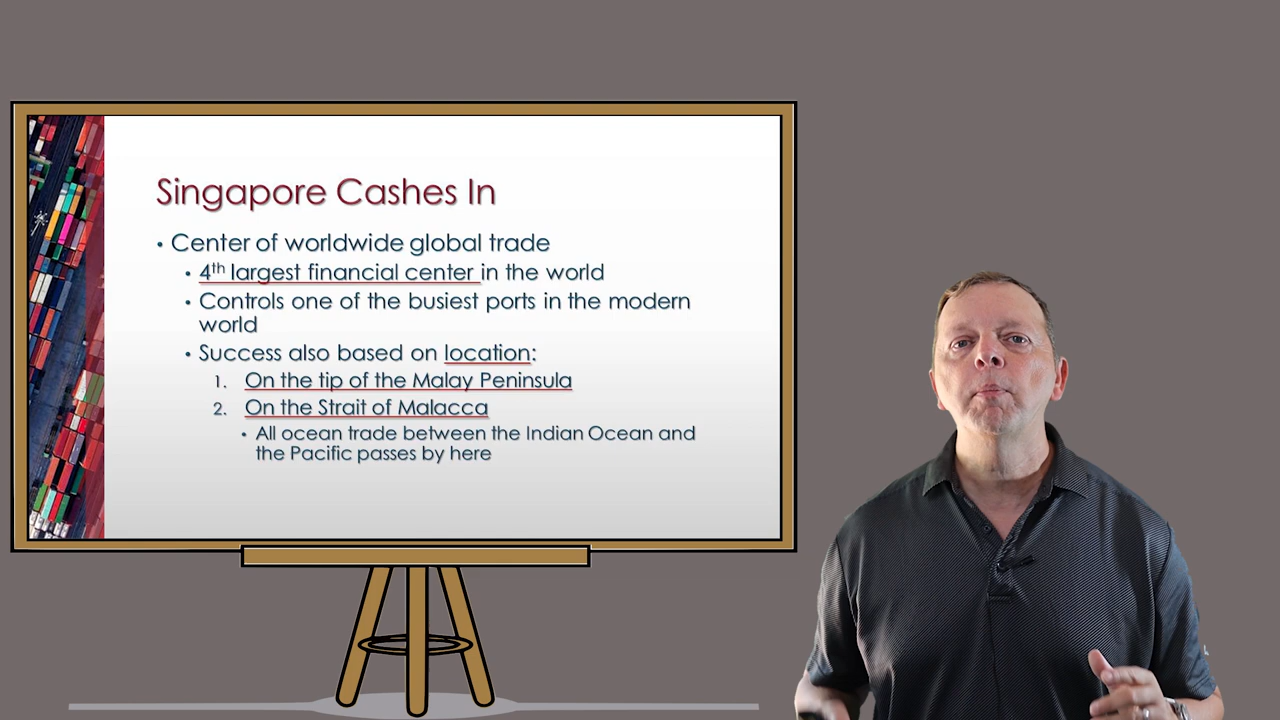 Singapore Cashes In
• Center of worldwide global trade
• 4th largest financial center in the world
• Controls one of the busiest ports in the modern
world
• Success also based on location:
1. On the tip of the Malay Peninsula
2. On the Strait of Malacca
• All ocean trade between the Indian Ocean and
the Pacific passes by here